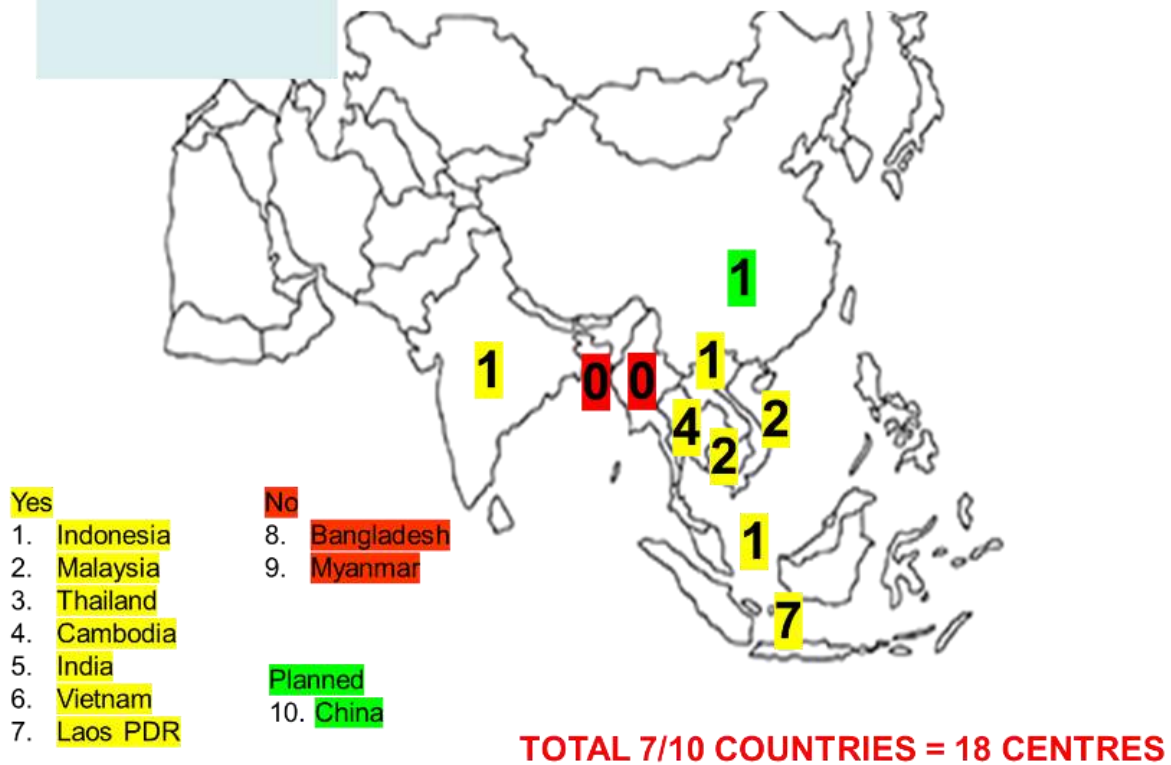 1
1
1
0
0
4
2
2
1
7
Yes
1. Indonesia
2. Malaysia
3. Thailand
4. Cambodia
5. India
6. Vietnam
7. Laos PDR
No
8. Bangladesh
9. Myanmar
Planned
10. China
TOTAL 7/10 COUNTRIES = 18 CENTRES